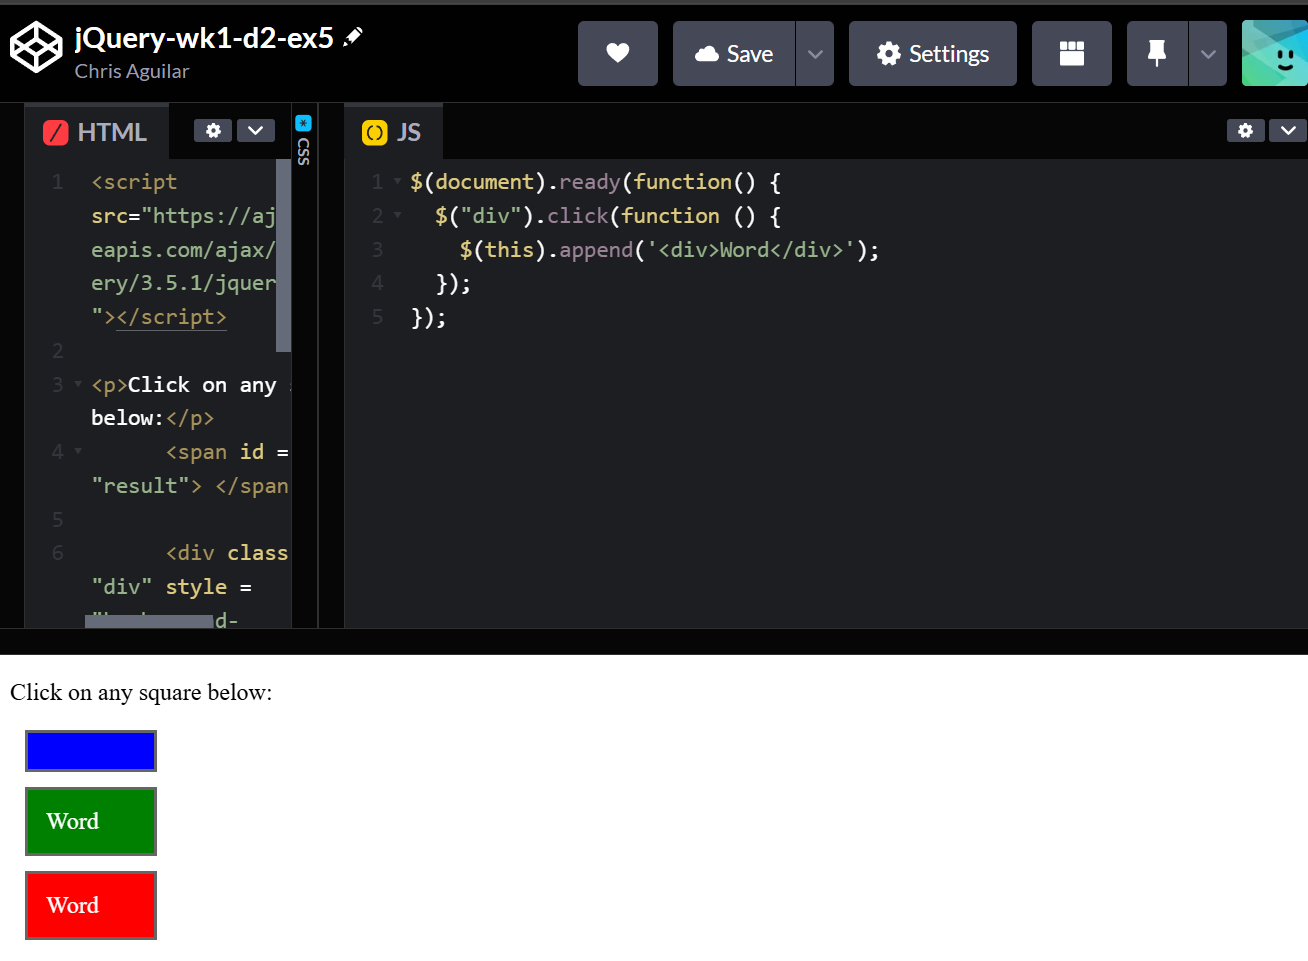 jQuery-wk1-d2-ex5
Chris Aguilar
Save
Settings
HTML
CSS
JS
1 <script
src="https://aj
eapis.com/ajax/
ery/3.5.1/jquer
"></script>
2
3 <p>Click on any
below:</p>
4 <span id =
"result"> </span
5
6 <div class
"div" style =
d-
1 $(document).ready(function() {
2 $("div").click(function () {
3 $(this).append('<div>Word</div>');
4 });
5 });
Click on any square below:
Word
Word